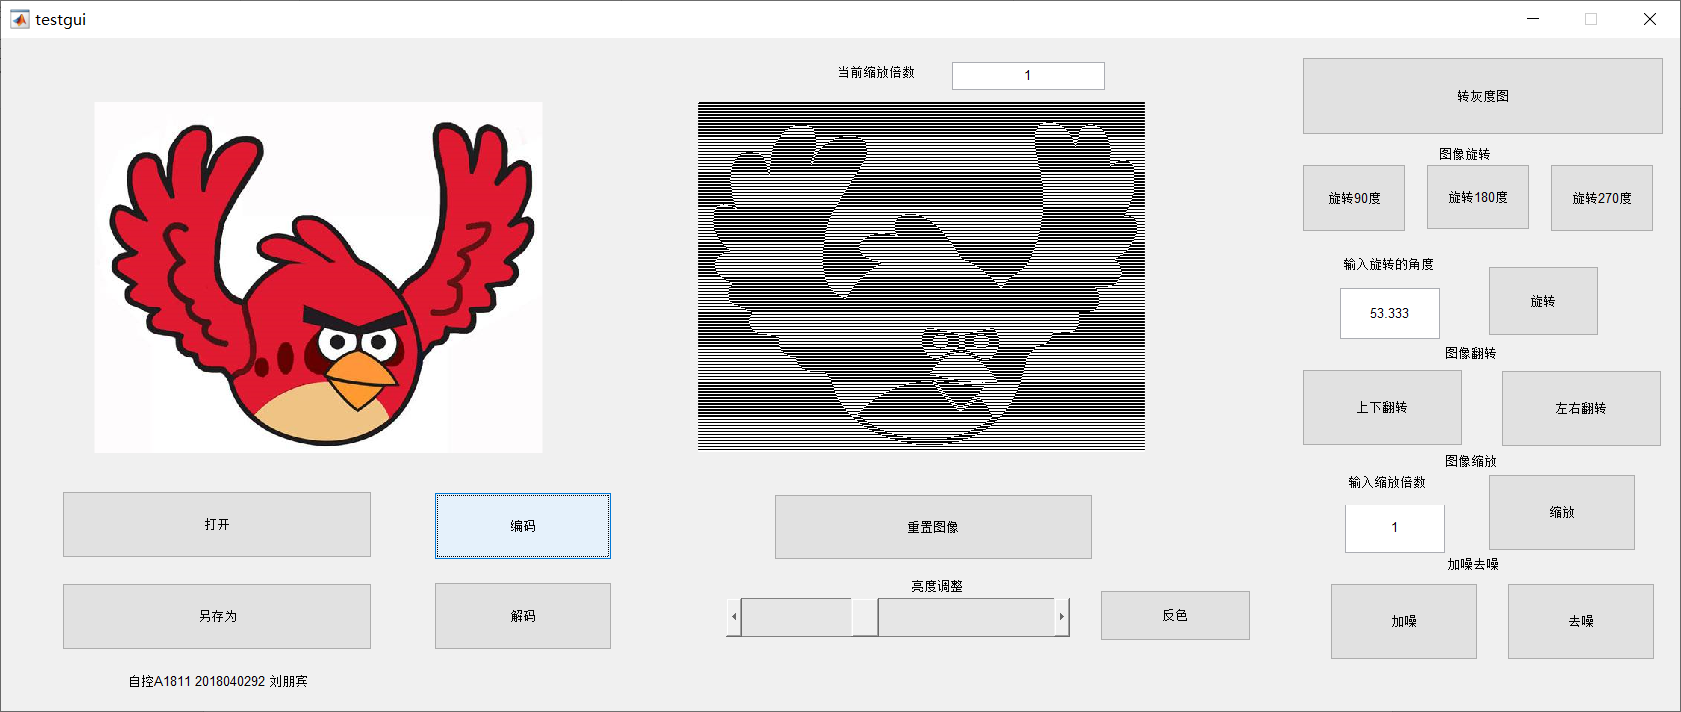 testgui
当前缩放倍数
1
转灰度图
图像旋转
旋转90度
旋转180度
旋转270度
输入旋转的角度
53.333
旋转
图像翻转
上下翻转
左右翻转
图像缩放
输入缩放倍数
1
缩放
加噪去噪
加噪
去噪
打开
编码
重置图像
亮度调整
反色
另存为
解码
自控A1811 2018040292 刘朋宾